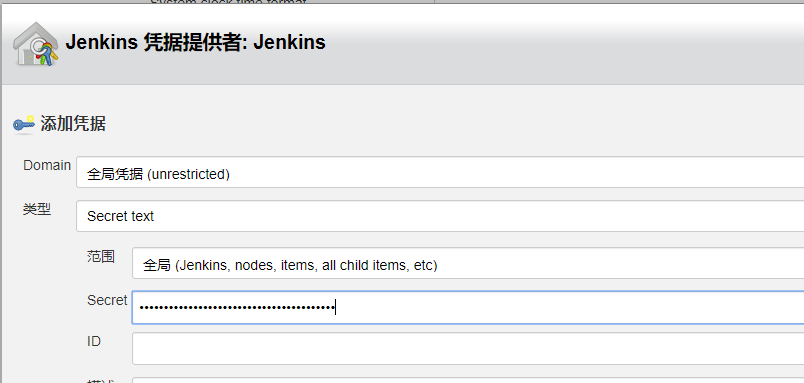 System clock time format
Jenkins 凭据提供者: Jenkins
添加凭据
Domain 全局凭据 (unrestricted)
类型 Secret text
范围 全局 (Jenkins, nodes, items, all child items, etc)
Secret ••••••••••••••••••••••••••••••••••••••••
ID
描述